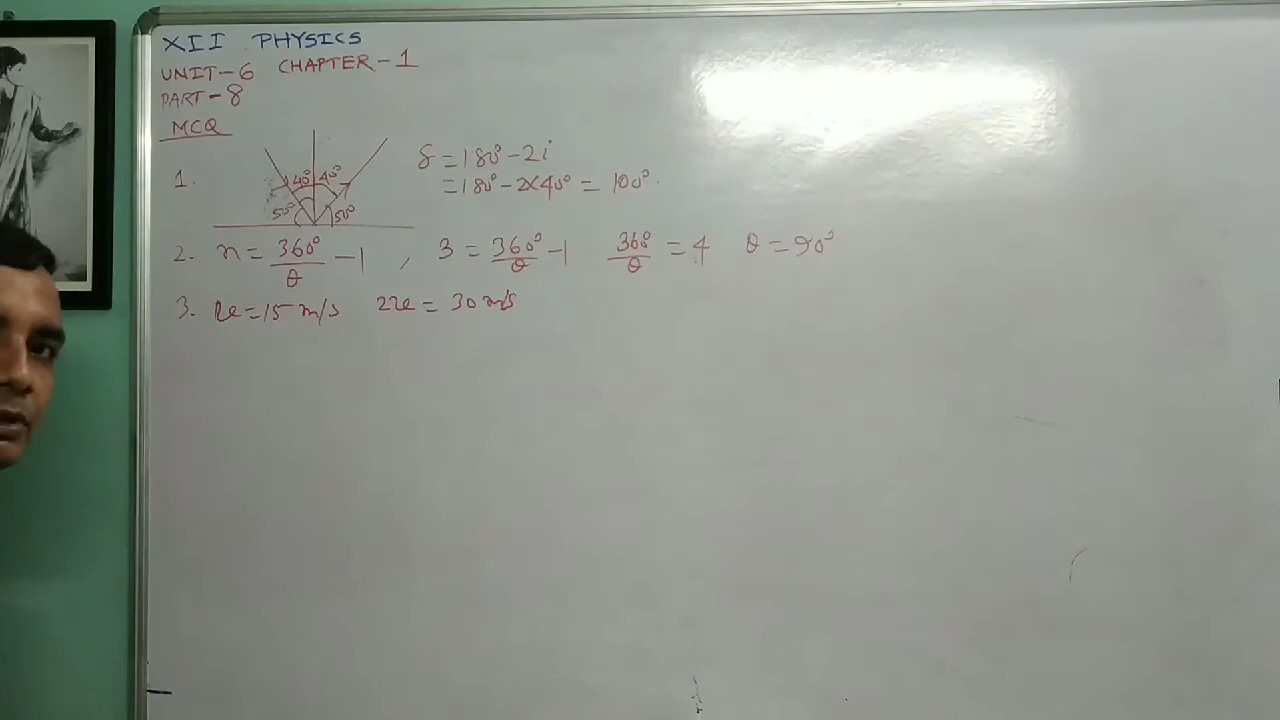 XII PHYSICS
UNIT-6 CHAPTER-1
PART-8
MCQ
1. 40° 40° 50° 50° δ = 180° - 2i
= 180° - 2×40° = 100°.
2. n = 360°/θ - 1 , 3 = 360°/θ - 1 360°/θ = 4 θ = 90°
3. u = 15 m/s 2u = 30 m/s